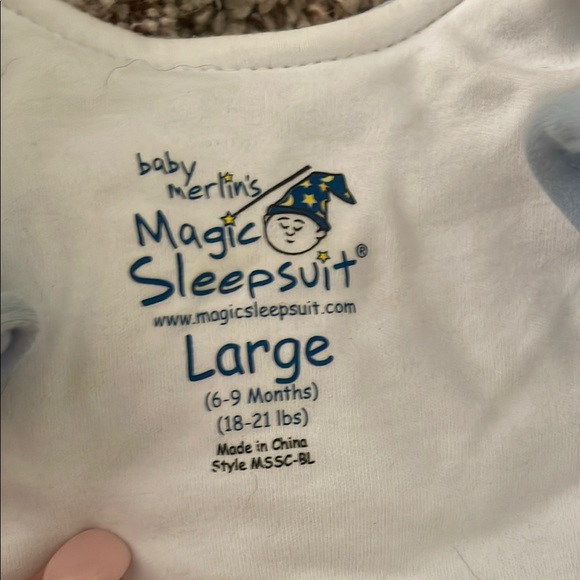 baby
merlin's
Magic
Sleepsuit®
www.magicsleepsuit.com
Large
(6-9 Months)
(18-21 lbs)
Made in China
Style MSSC-BL